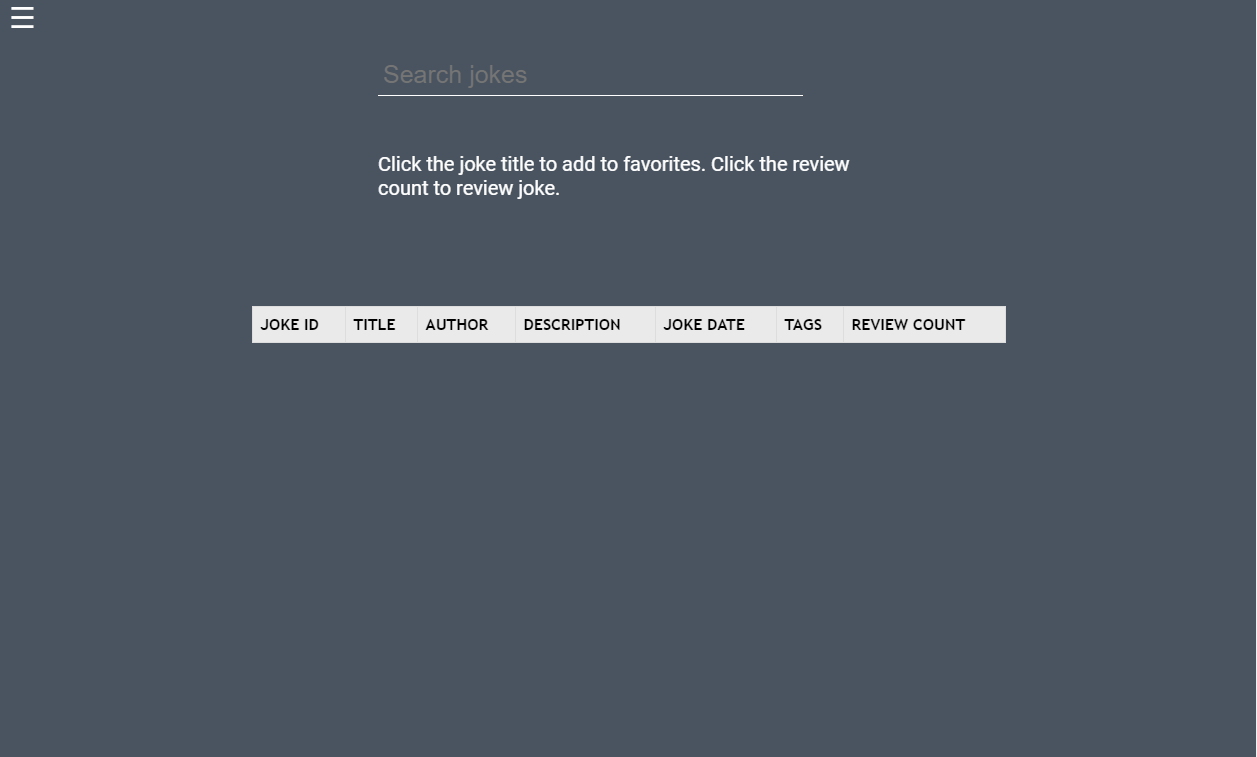 Search jokes
Click the joke title to add to favorites. Click the review
count to review joke.
JOKE ID TITLE AUTHOR DESCRIPTION JOKE DATE TAGS REVIEW COUNT